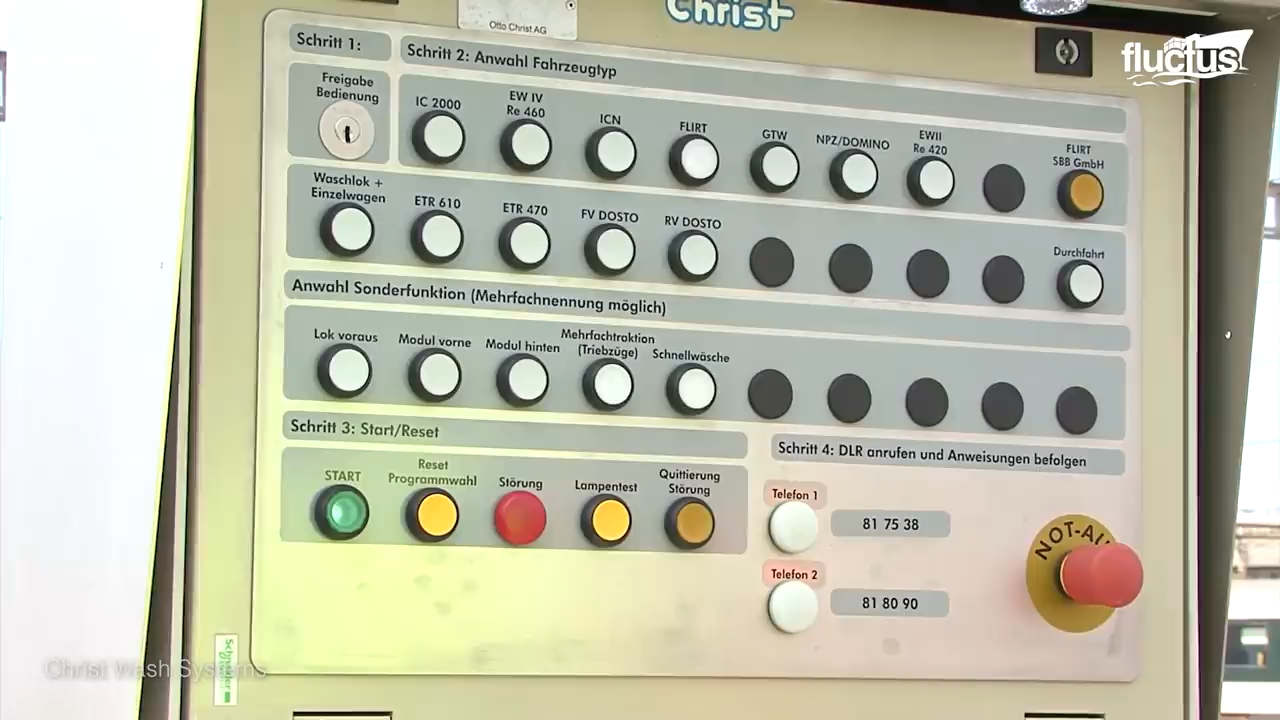 Otto Christ AG
Christ
fluctus
Schritt 1:
Schritt 2: Anwahl Fahrzeugtyp
Freigabe
Bedienung
IC 2000
EW IV
Re 460
ICN
FLIRT
GTW
NPZ/DOMINO
EWII
Re 420
FLIRT
SBB GmbH
Waschlok +
Einzelwagen
ETR 610
ETR 470
FV DOSTO
RV DOSTO
Durchfahrt
Anwahl Sonderfunktion (Mehrfachnennung möglich)
Lok voraus
Modul vorne
Modul hinten
Mehrfachtraktion
(Triebzüge)
Schnellwäsche
Schritt 3: Start/Reset
START
Reset
Programmwahl
Störung
Lampentest
Quittierung
Störung
Schritt 4: DLR anrufen und Anweisungen befolgen
Telefon 1
81 75 38
Telefon 2
81 80 90
NOT-AU
Schneider
Christ Wash Systems